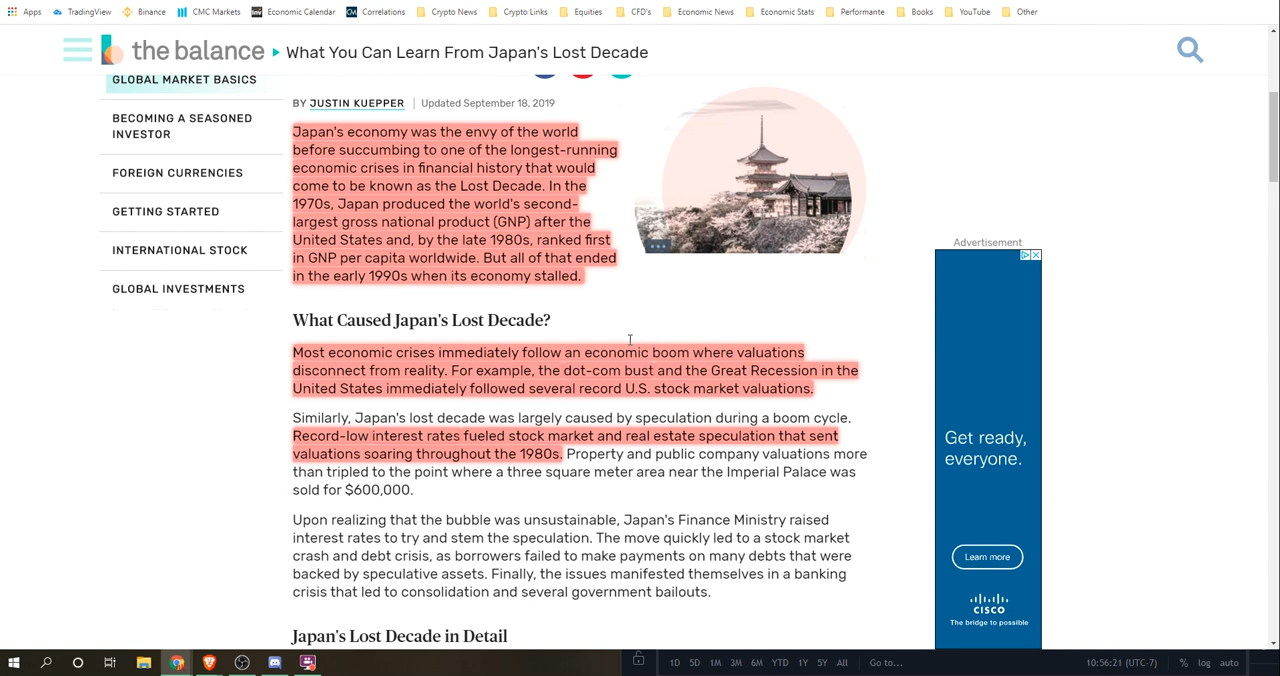 Apps TradingView Binance CMC Markets Economic Calendar Correlations Crypto News Crypto Links Equities CFD's Economic News Economic Stats Performante Books YouTube Other
the balance What You Can Learn From Japan's Lost Decade
GLOBAL MARKET BASICS
BECOMING A SEASONED
INVESTOR
FOREIGN CURRENCIES
GETTING STARTED
INTERNATIONAL STOCK
GLOBAL INVESTMENTS
BY JUSTIN KUEPPER | Updated September 18, 2019
Japan's economy was the envy of the world
before succumbing to one of the longest-running
economic crises in financial history that would
come to be known as the Lost Decade. In the
1970s, Japan produced the world's second-
largest gross national product (GNP) after the
United States and, by the late 1980s, ranked first
in GNP per capita worldwide. But all of that ended
in the early 1990s when its economy stalled.
What Caused Japan's Lost Decade?
Most economic crises immediately follow an economic boom where valuations
disconnect from reality. For example, the dot-com bust and the Great Recession in the
United States immediately followed several record U.S. stock market valuations.
Similarly, Japan's lost decade was largely caused by speculation during a boom cycle.
Record-low interest rates fueled stock market and real estate speculation that sent
valuations soaring throughout the 1980s. Property and public company valuations more
than tripled to the point where a three square meter area near the Imperial Palace was
sold for $600,000.
Upon realizing that the bubble was unsustainable, Japan's Finance Ministry raised
interest rates to try and stem the speculation. The move quickly led to a stock market
crash and debt crisis, as borrowers failed to make payments on many debts that were
backed by speculative assets. Finally, the issues manifested themselves in a banking
crisis that led to consolidation and several government bailouts.
Japan's Lost Decade in Detail
Advertisement
Get ready,
everyone.
Learn more
CISCO
The bridge to possible
1D 5D 1M 3M 6M YTD 1Y 5Y All Go to... 10:56:21 (UTC-7) % log auto